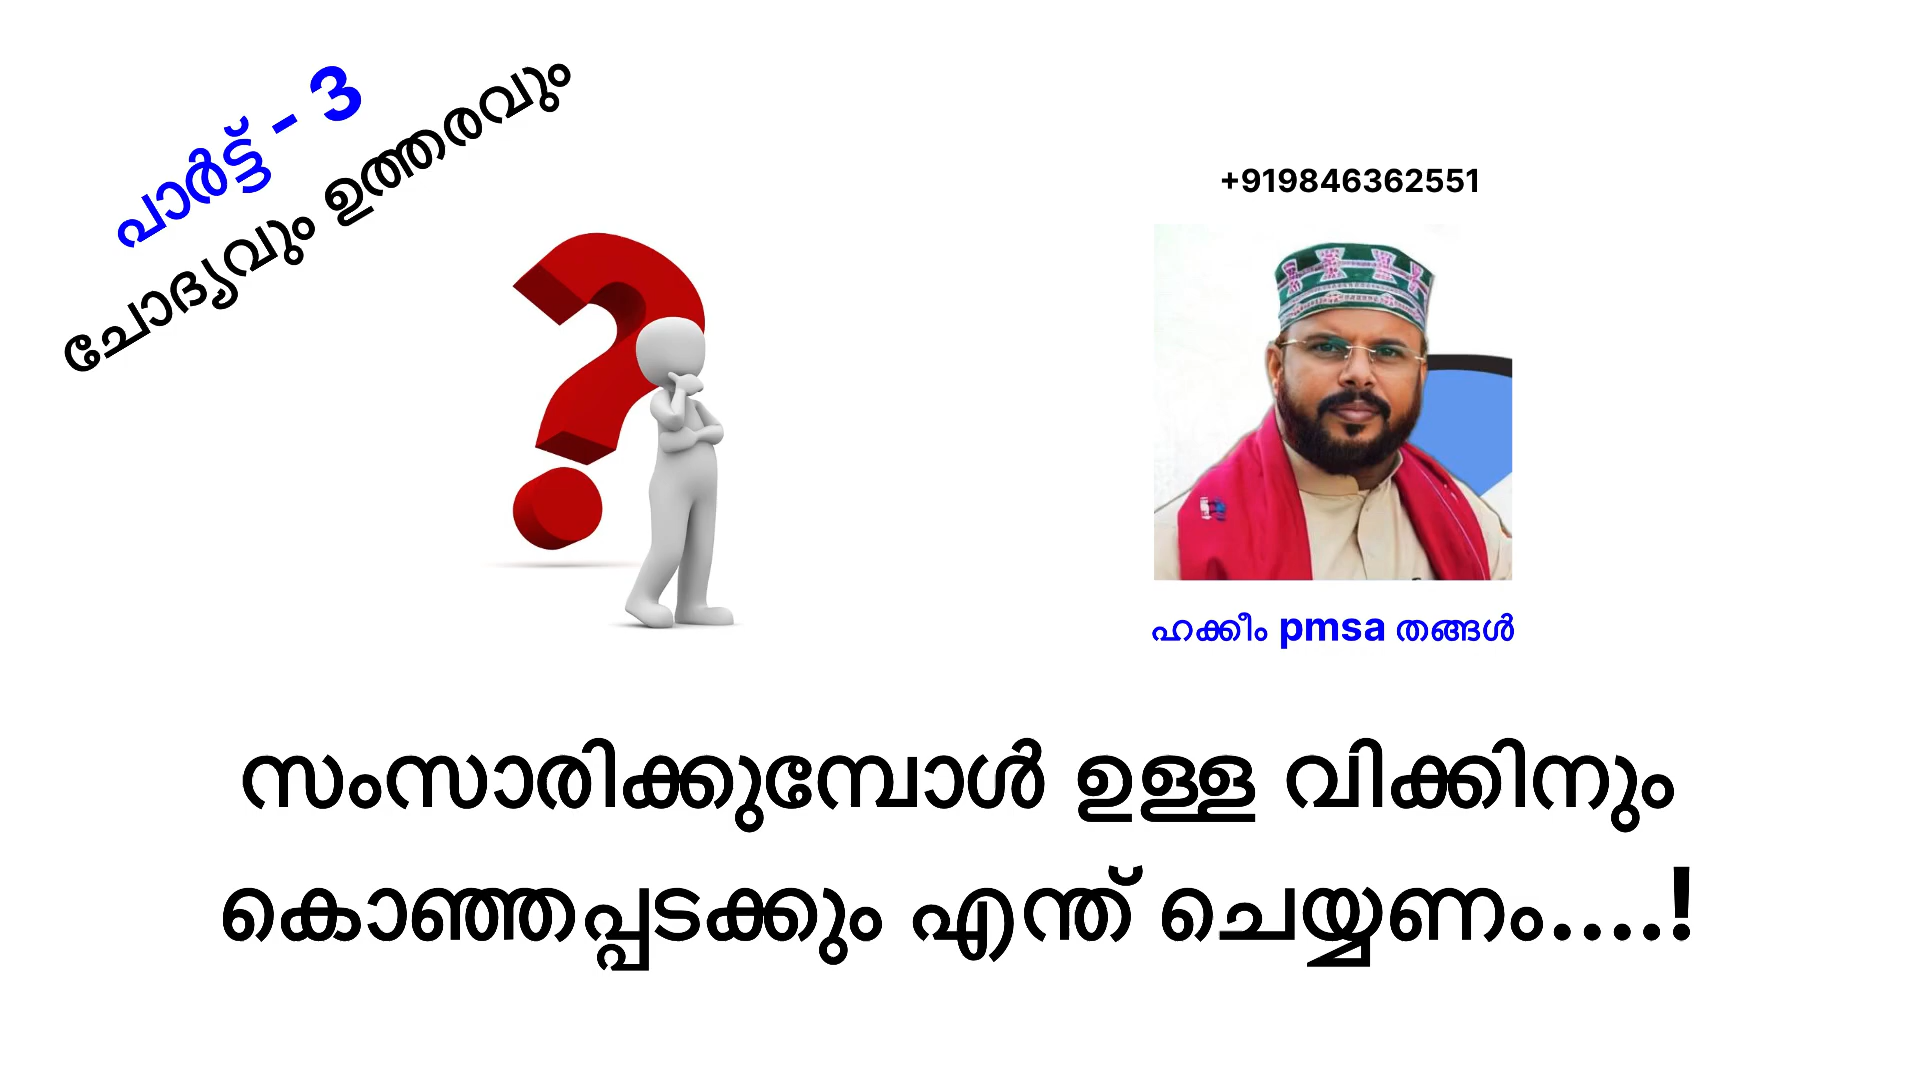 പാർട്ട് - 3
ചോദ്യവും ഉത്തരവും
+919846362551
ഹക്കീം pmsa തങ്ങൾ
സംസാരിക്കുമ്പോൾ ഉള്ള വിക്കിനും
കൊഞ്ഞപ്പടക്കും എന്ത് ചെയ്യണം....!